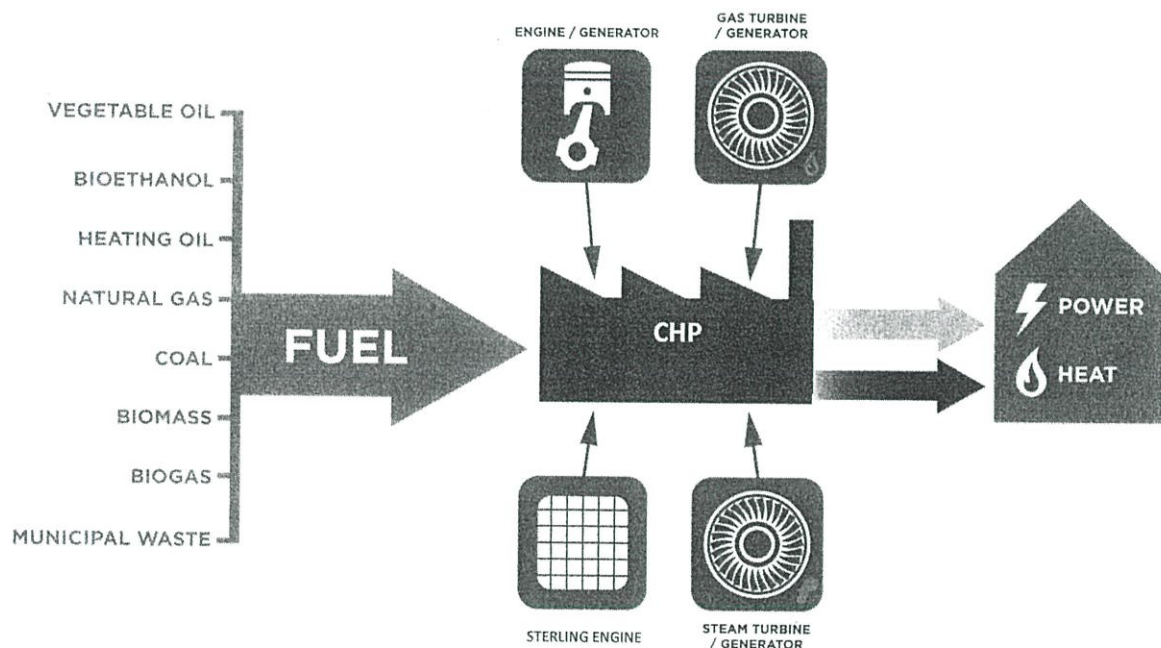 ENGINE / GENERATOR
GAS TURBINE
/ GENERATOR
VEGETABLE OIL
BIOETHANOL
HEATING OIL
NATURAL GAS
COAL
BIOMASS
BIOGAS
MUNICIPAL WASTE
FUEL
CHP
POWER
HEAT
STERLING ENGINE
STEAM TURBINE
/ GENERATOR